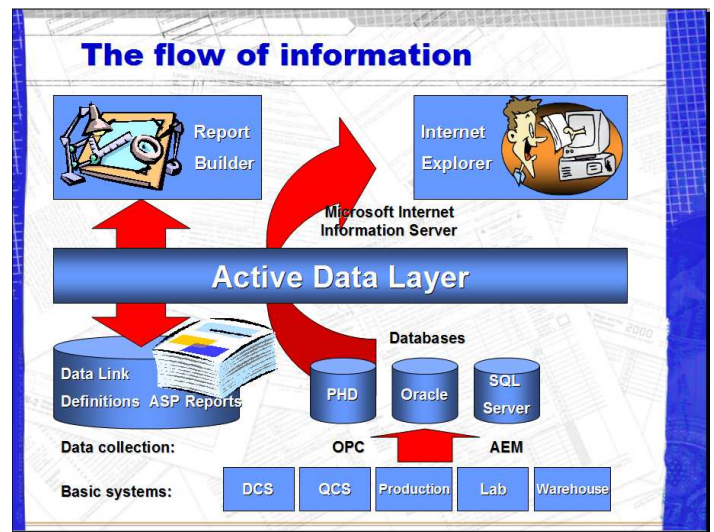 The flow of information
Report
Builder
Internet
Explorer
Microsoft Internet
Information Server
Active Data Layer
Databases
Data Link
Definitions
ASP Reports
PHD
Oracle
SQL
Server
Data collection:
OPC
AEM
Basic systems:
DCS
QCS
Production
Lab
Warehouse